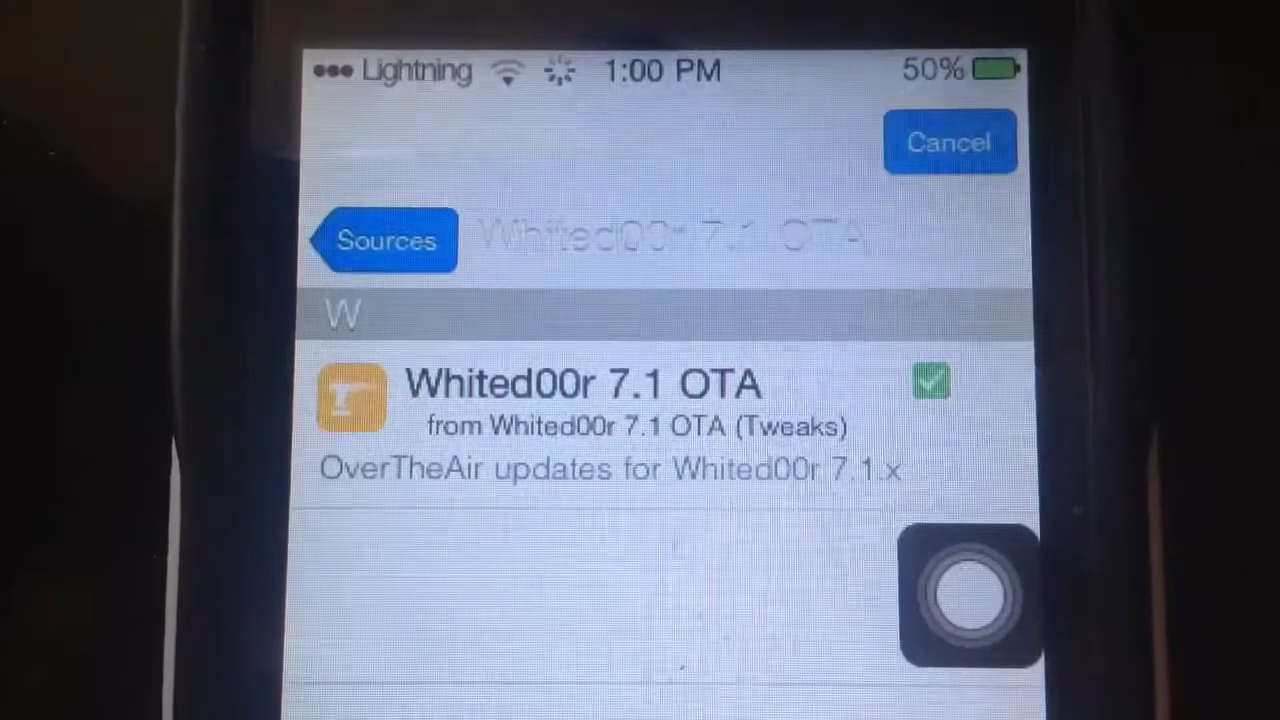 Lightning 1:00 PM 50%
Cancel
Sources Whited00r 7.1 OTA
W
Whited00r 7.1 OTA
from Whited00r 7.1 OTA (Tweaks)
OverTheAir updates for Whited00r 7.1.x